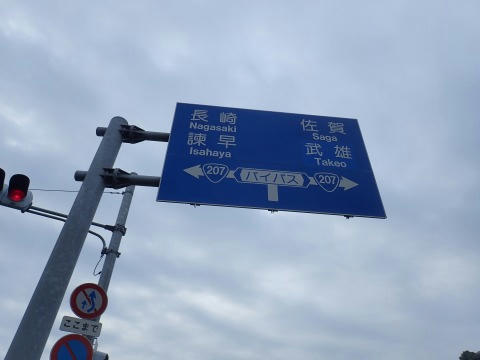 長崎
Nagasaki
諫早
Isahaya
佐賀
Saga
武雄
Takeo
207
バイパス
207
ここまで